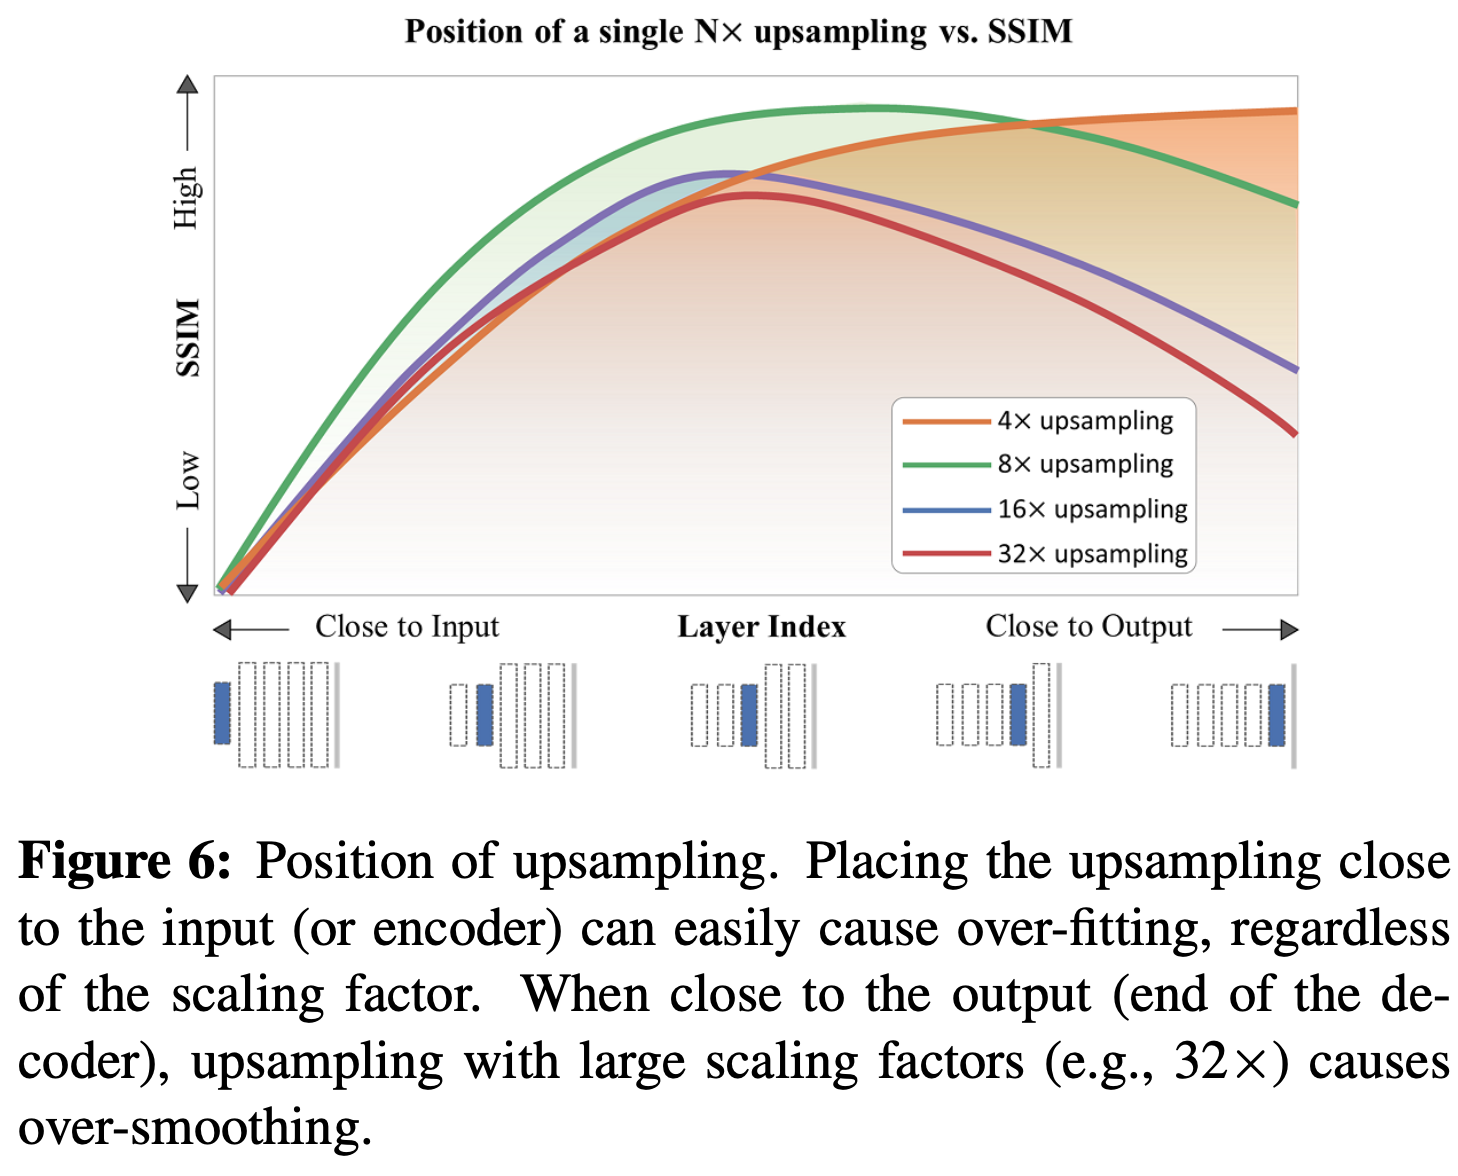 Position of a single N× upsampling vs. SSIM
High
SSIM
Low
4× upsampling
8× upsampling
16× upsampling
32× upsampling
Close to Input
Layer Index
Close to Output
Figure 6: Position of upsampling. Placing the upsampling close
to the input (or encoder) can easily cause over-fitting, regardless
of the scaling factor. When close to the output (end of the de-
coder), upsampling with large scaling factors (e.g., 32×) causes
over-smoothing.